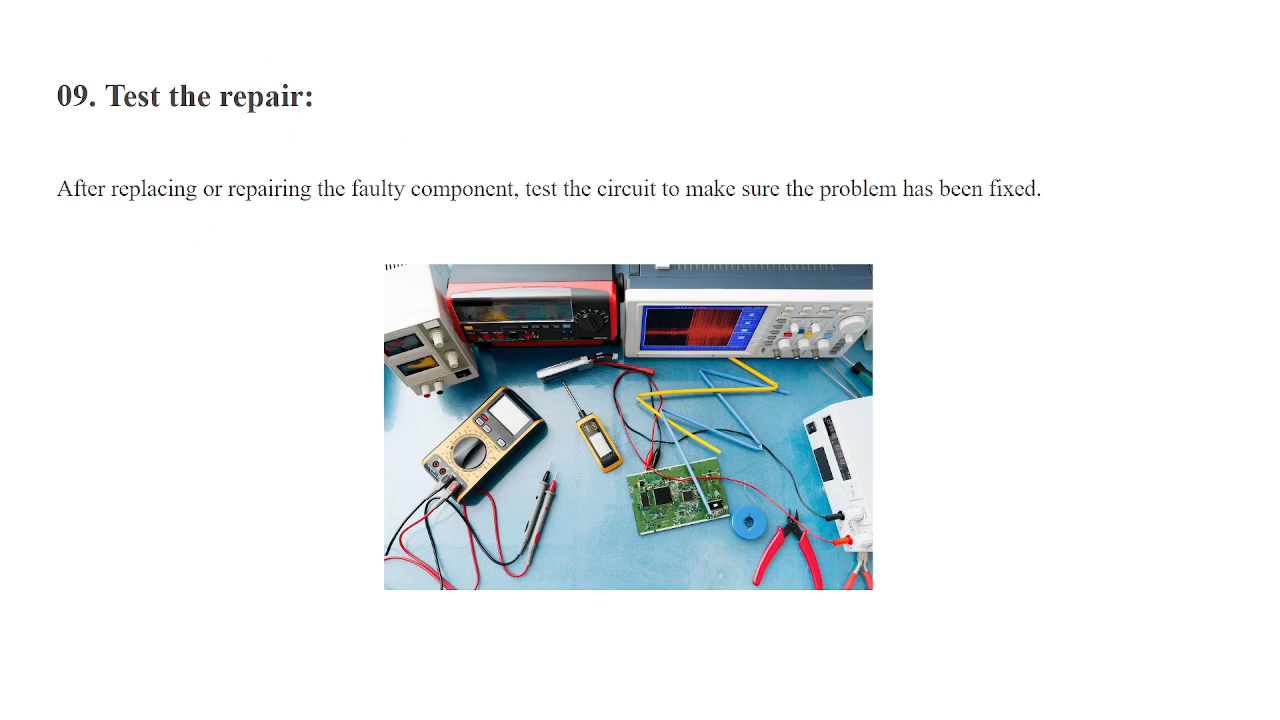 09. Test the repair:
After replacing or repairing the faulty component, test the circuit to make sure the problem has been fixed.